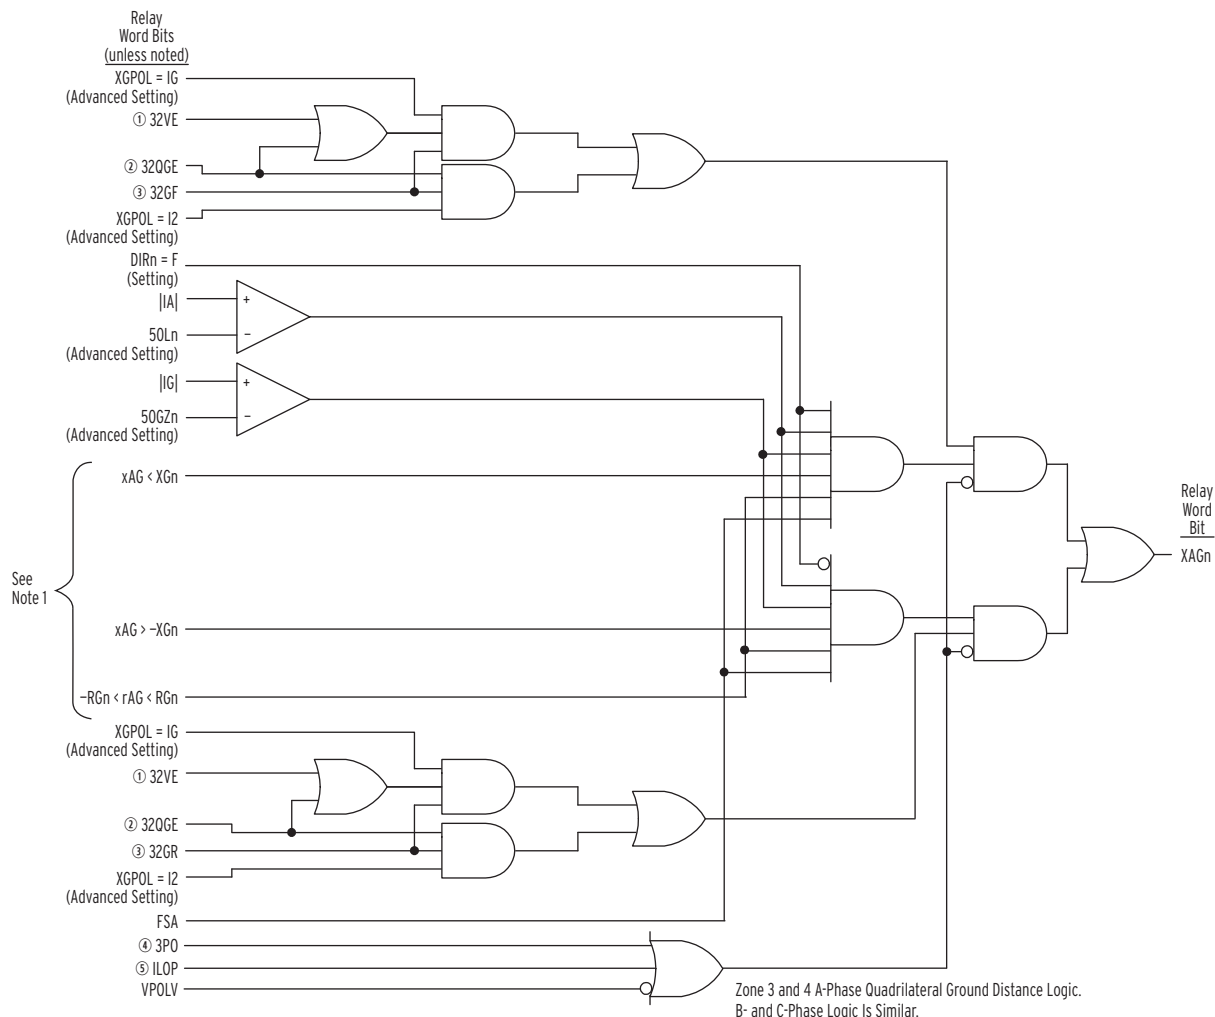 Relay
Word Bits
(unless noted)
XGPOL = IG
(Advanced Setting)
① 32VE
② 32QGE
③ 32GF
XGPOL = I2
(Advanced Setting)
DIRn = F
(Setting)
|IA|
+
50Ln
–
(Advanced Setting)
|IG|
+
50GZn
–
(Advanced Setting)
xAG < XGn
See
Note 1
xAG > –XGn
–RGn < rAG < RGn
XGPOL = IG
(Advanced Setting)
① 32VE
② 32QGE
③ 32GR
XGPOL = I2
(Advanced Setting)
FSA
④ 3PO
⑤ ILOP
VPOLV
Relay
Word
Bit
XAGn
Zone 3 and 4 A-Phase Quadrilateral Ground Distance Logic.
B- and C-Phase Logic Is Similar.